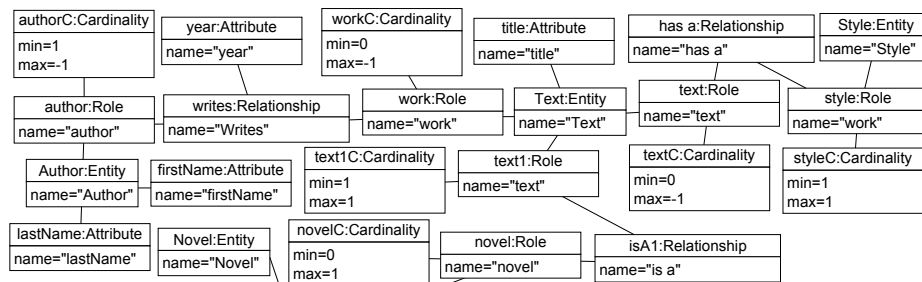 authorC:Cardinality
min=1
max=-1
year:Attribute
name="year"
workC:Cardinality
min=0
max=-1
title:Attribute
name="title"
has a:Relationship
name="has a"
Style:Entity
name="Style"
author:Role
name="author"
writes:Relationship
name="Writes"
work:Role
name="work"
Text:Entity
name="Text"
text:Role
name="text"
style:Role
name="work"
Author:Entity
name="Author"
firstName:Attribute
name="firstName"
text1C:Cardinality
min=1
max=1
text1:Role
name="text"
textC:Cardinality
min=0
max=-1
styleC:Cardinality
min=1
max=1
lastName:Attribute
name="lastName"
Novel:Entity
name="Novel"
novelC:Cardinality
min=0
max=1
novel:Role
name="novel"
isA1:Relationship
name="is a"